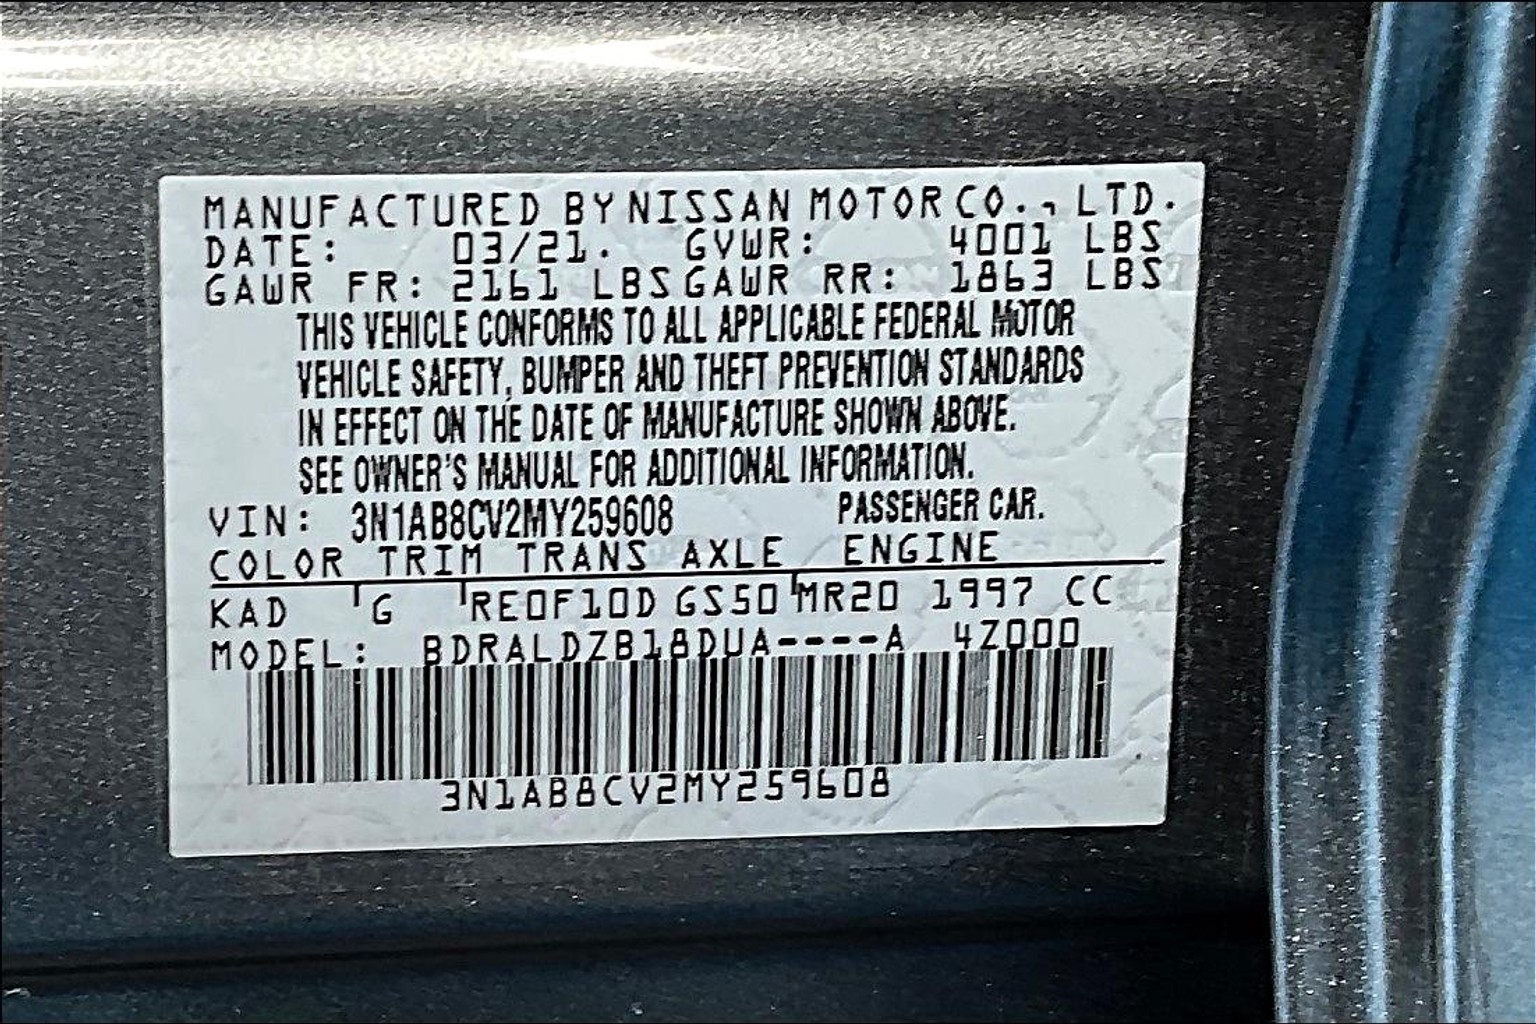 MANUFACTURED BY NISSAN MOTOR CO., LTD.
DATE: 03/21. GVWR: 4001 LBS
GAWR FR: 2161 LBS GAWR RR: 1863 LBS
THIS VEHICLE CONFORMS TO ALL APPLICABLE FEDERAL MOTOR
VEHICLE SAFETY, BUMPER AND THEFT PREVENTION STANDARDS
IN EFFECT ON THE DATE OF MANUFACTURE SHOWN ABOVE.
SEE OWNER'S MANUAL FOR ADDITIONAL INFORMATION.
VIN: 3N1AB8CV2MY259608 PASSENGER CAR.
COLOR TRIM TRANS AXLE ENGINE
KAD G RE0F10D GS50 MR20 1997 CC
MODEL: BDRALDZB18DUA----A 4Z000
3N1AB8CV2MY259608